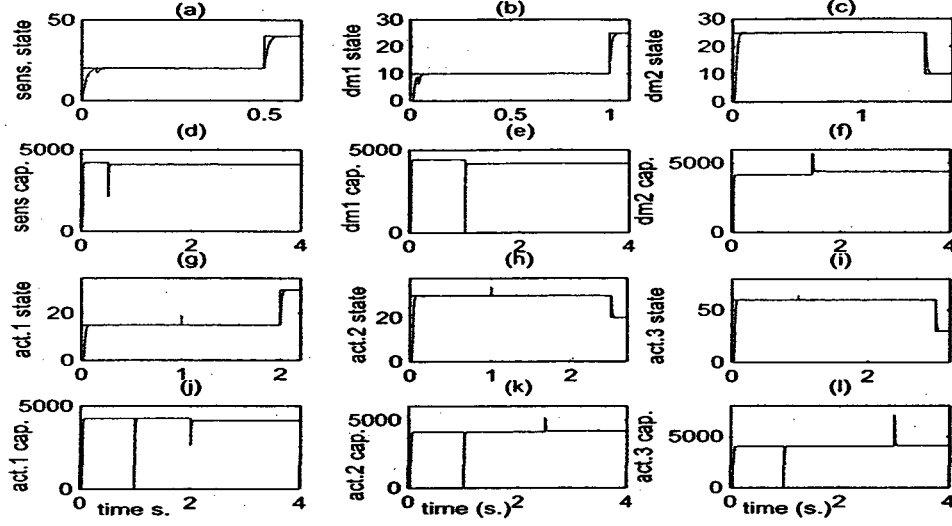 (a) (b) (c)
sens, state
50
0
0 0.5
dm1 state
30
20
10
0
0 0.5 1
dm2 state
30
20
10
0
0 1
(d) (e) (f)
sens cap.
5000
0
0 2 4
dm1 cap.
5000
0
0 2 4
dm2 cap.
5000
0
0 2 4
(g) (h) (i)
act.1 state
20
0
0 1 2
act.2 state
20
0
0 1 2
act.3 state
50
0
0 2
(j) (k) (l)
act.1 cap.
5000
0
0 2 4
act.2 cap.
5000
0
0 2 4
act.3 cap.
5000
0
0 2 4
time s. time (s.) time (s.)